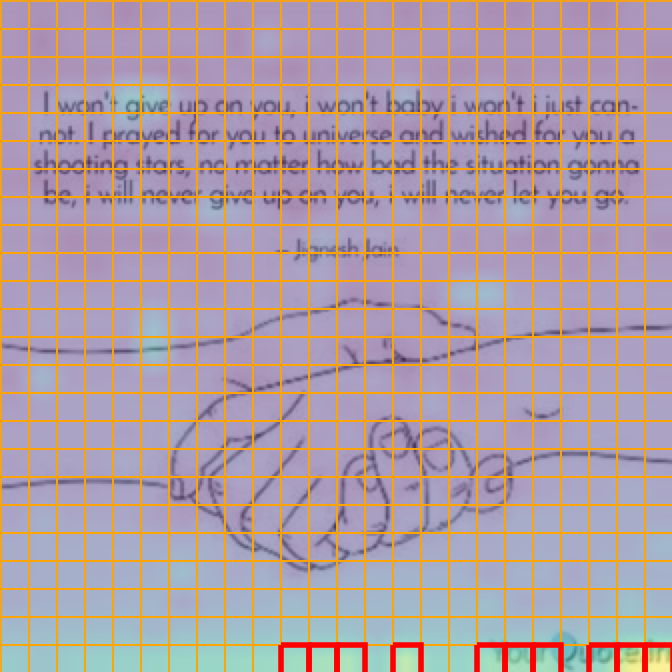 I won't give up on you, i won't baby i won't i just can-
not. I prayed for you to universe and wished for you a
shooting stars, no matter how bad the situation gonna
be, i will never give up on you, i will never let you go.
-- Jignesh Jain
YourQuote.in